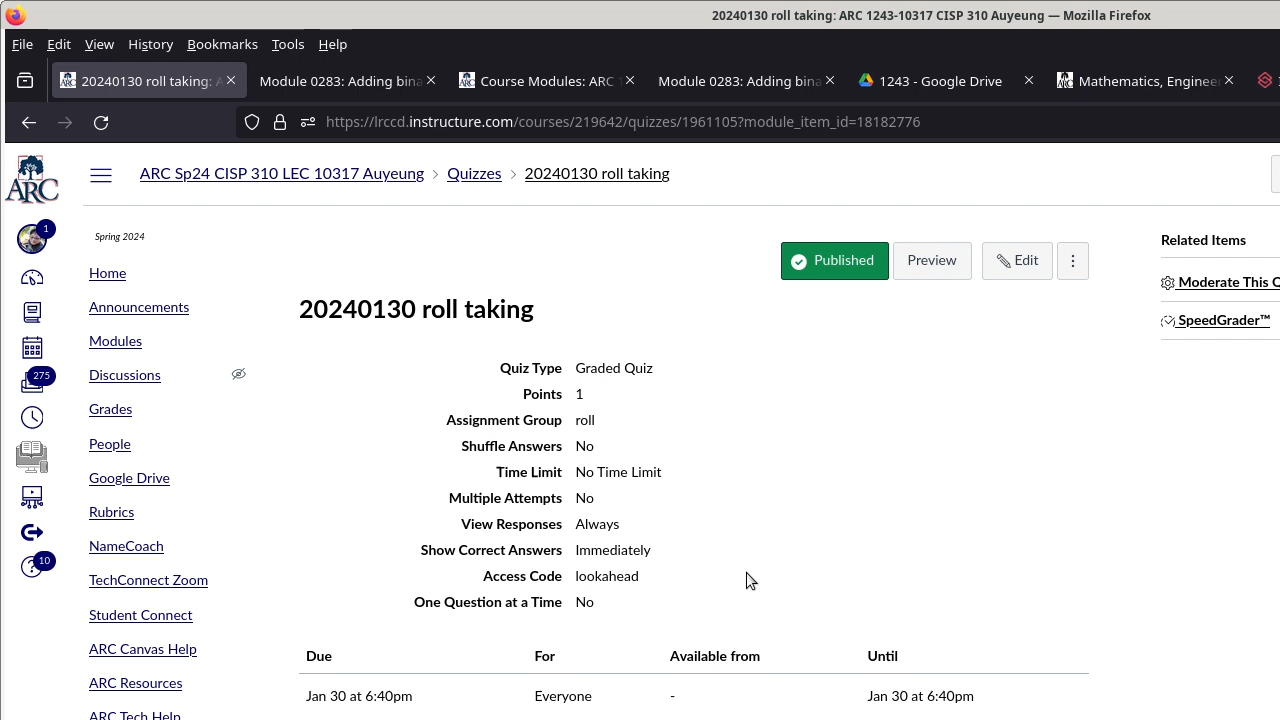 20240130 roll taking: ARC 1243-10317 CISP 310 Auyeung — Mozilla Firefox
File Edit View History Bookmarks Tools Help
20240130 roll taking: A Module 0283: Adding bina Course Modules: ARC 1 Module 0283: Adding bina 1243 - Google Drive Mathematics, Enginee
https://lrccd.instructure.com/courses/219642/quizzes/1961105?module_item_id=18182776
ARC
ARC Sp24 CISP 310 LEC 10317 Auyeung > Quizzes > 20240130 roll taking
1
275
10
Spring 2024
Home
Announcements
Modules
Discussions
Grades
People
Google Drive
Rubrics
NameCoach
TechConnect Zoom
Student Connect
ARC Canvas Help
ARC Resources
ARC Tech Help
Published Preview Edit
20240130 roll taking
Quiz Type Graded Quiz
Points 1
Assignment Group roll
Shuffle Answers No
Time Limit No Time Limit
Multiple Attempts No
View Responses Always
Show Correct Answers Immediately
Access Code lookahead
One Question at a Time No
Due For Available from Until
Jan 30 at 6:40pm Everyone - Jan 30 at 6:40pm
Related Items
Moderate This Q
SpeedGrader™